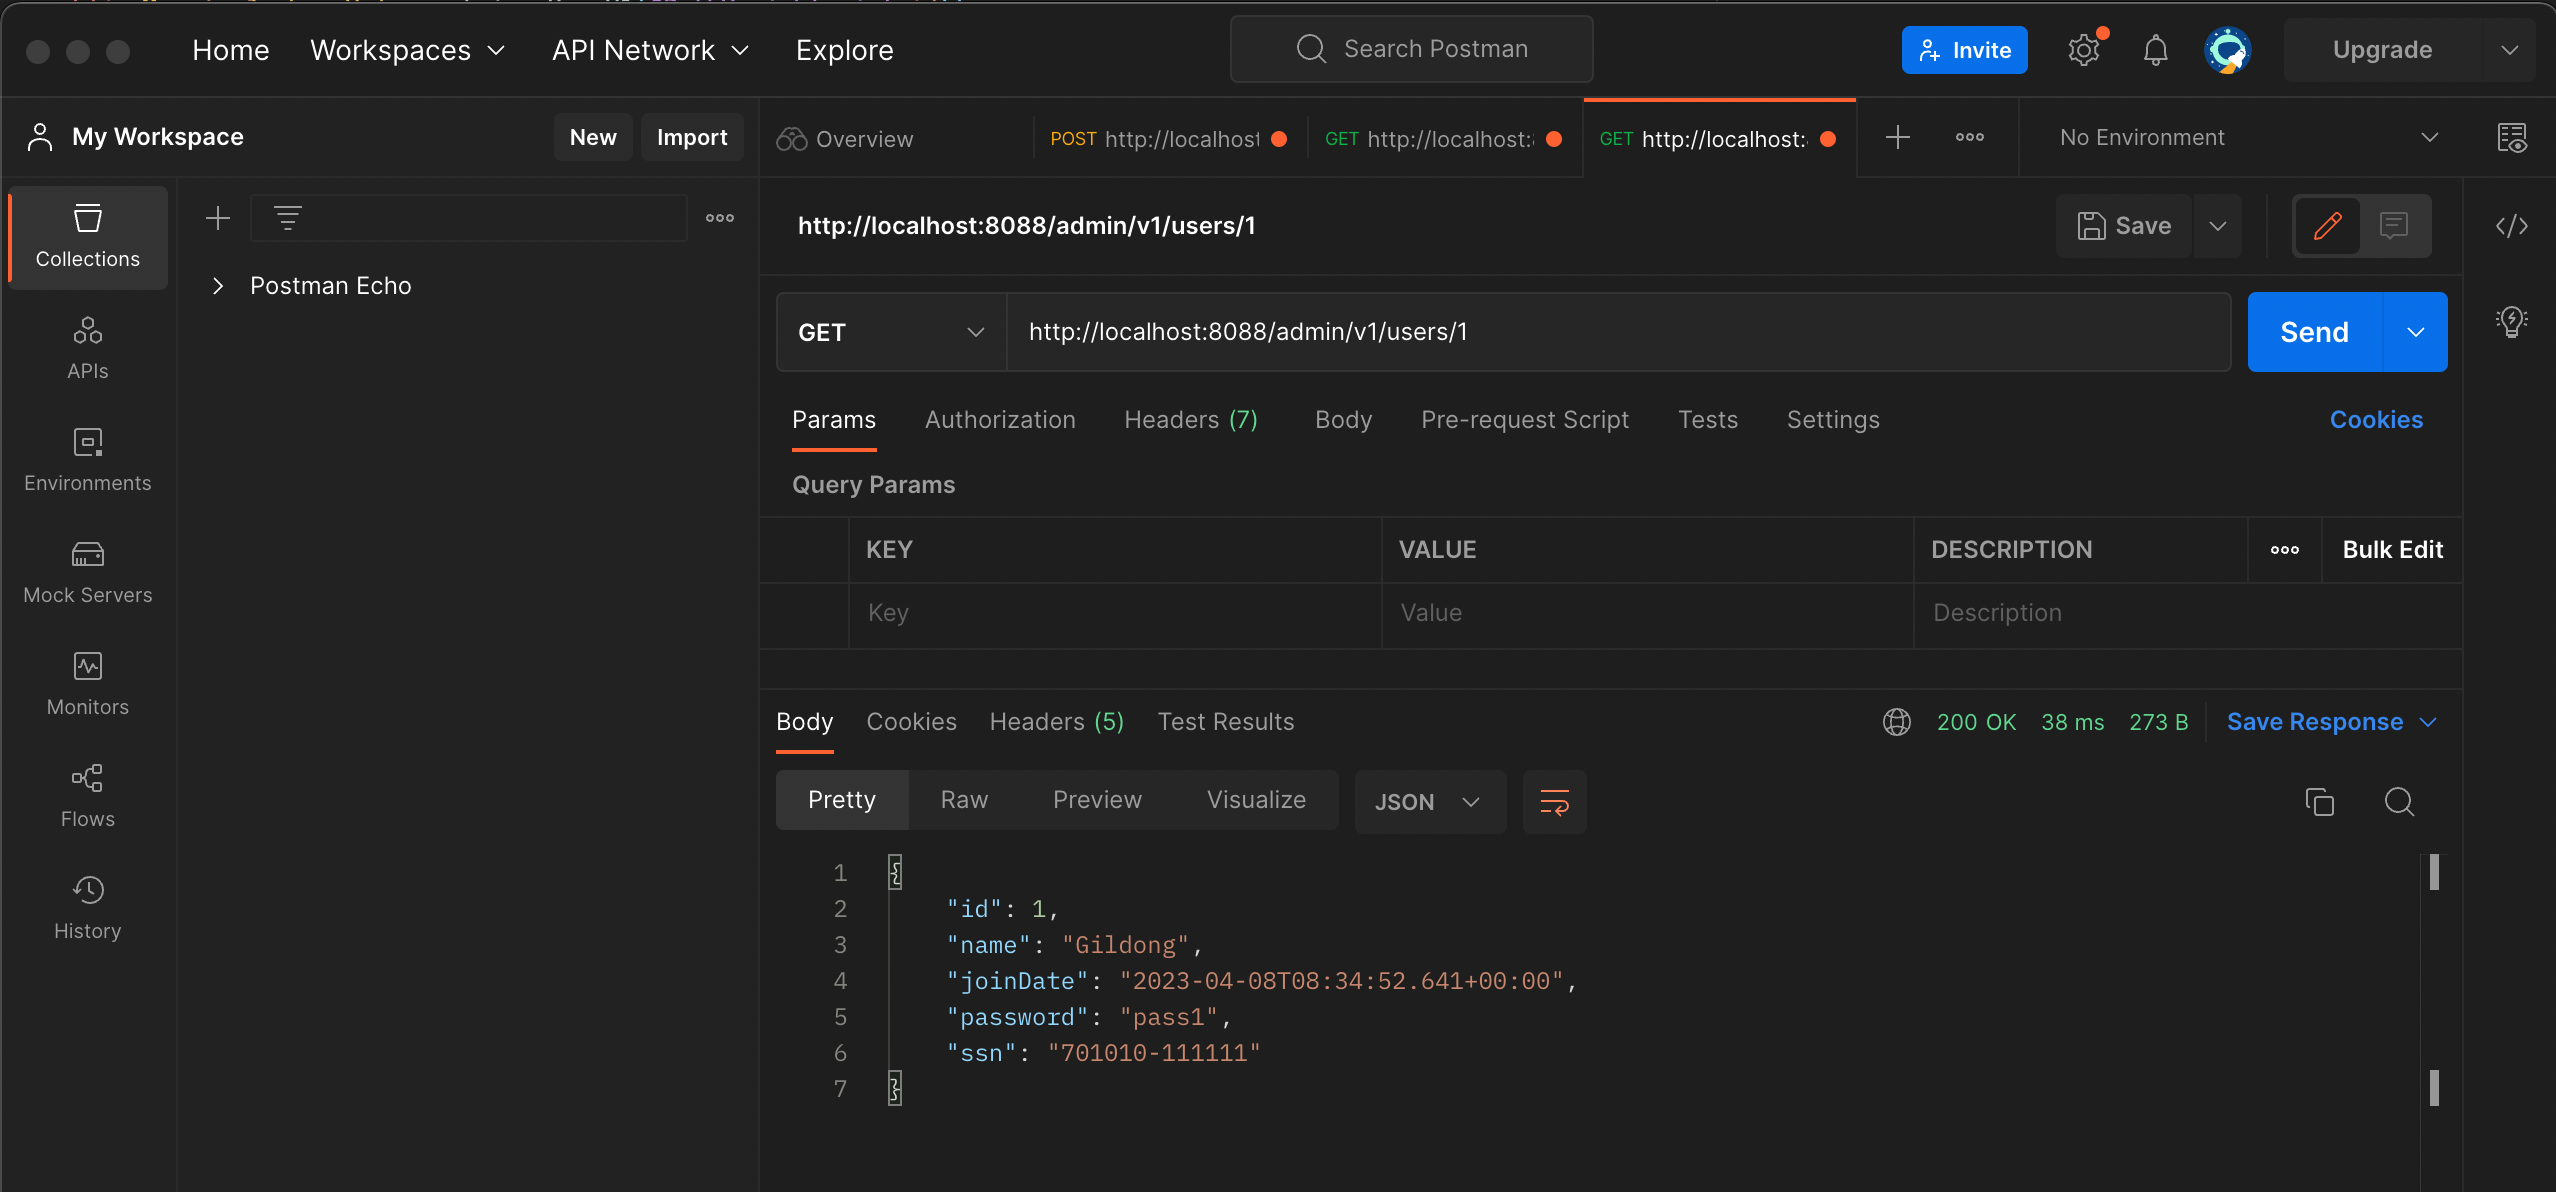 Home Workspaces API Network Explore Search Postman Invite Upgrade
My Workspace New Import Overview POST http://localhost GET http://localhost: GET http://localhost: No Environment
Collections
APIs
Environments
Mock Servers
Monitors
Flows
History
Postman Echo
http://localhost:8088/admin/v1/users/1 Save
GET http://localhost:8088/admin/v1/users/1 Send
Params Authorization Headers (7) Body Pre-request Script Tests Settings Cookies
Query Params
KEY VALUE DESCRIPTION Bulk Edit
Key Value Description
Body Cookies Headers (5) Test Results 200 OK 38 ms 273 B Save Response
Pretty Raw Preview Visualize JSON
1 {
2 "id": 1,
3 "name": "Gildong",
4 "joinDate": "2023-04-08T08:34:52.641+00:00",
5 "password": "pass1",
6 "ssn": "701010-111111"
7 }